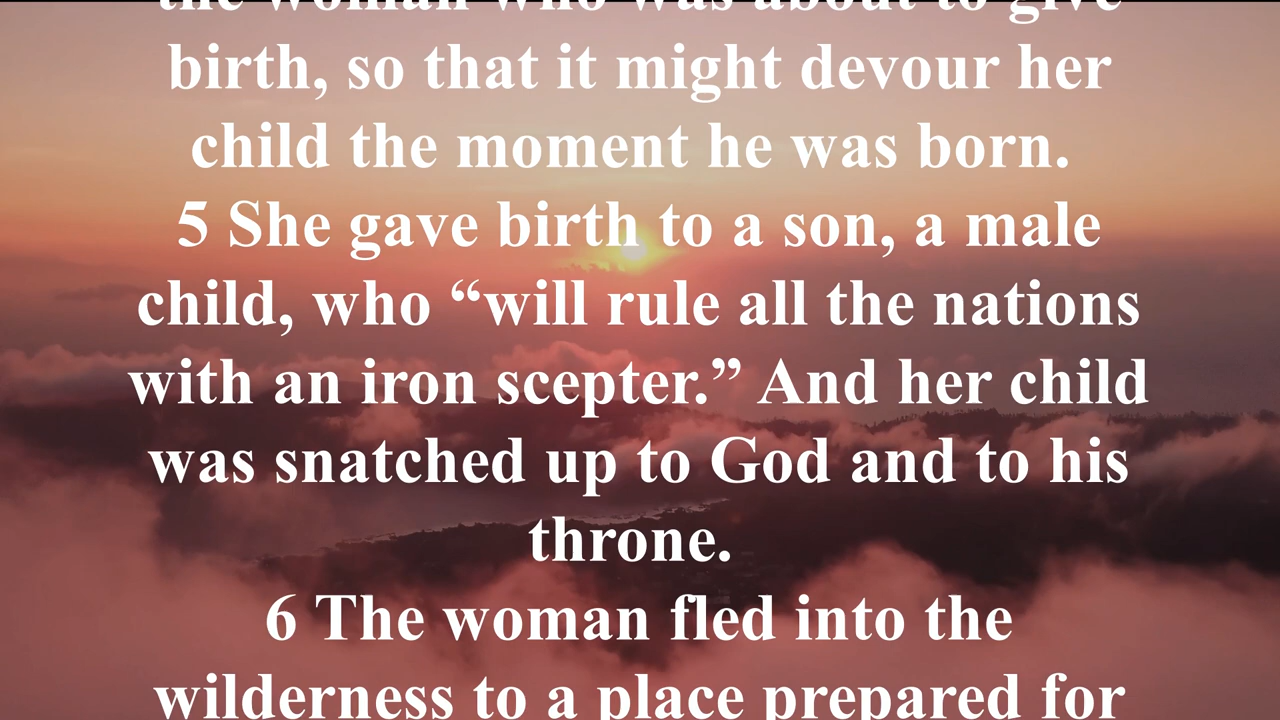 the woman who was about to give
birth, so that it might devour her
child the moment he was born.
5 She gave birth to a son, a male
child, who “will rule all the nations
with an iron scepter.” And her child
was snatched up to God and to his
throne.
6 The woman fled into the
wilderness to a place prepared for